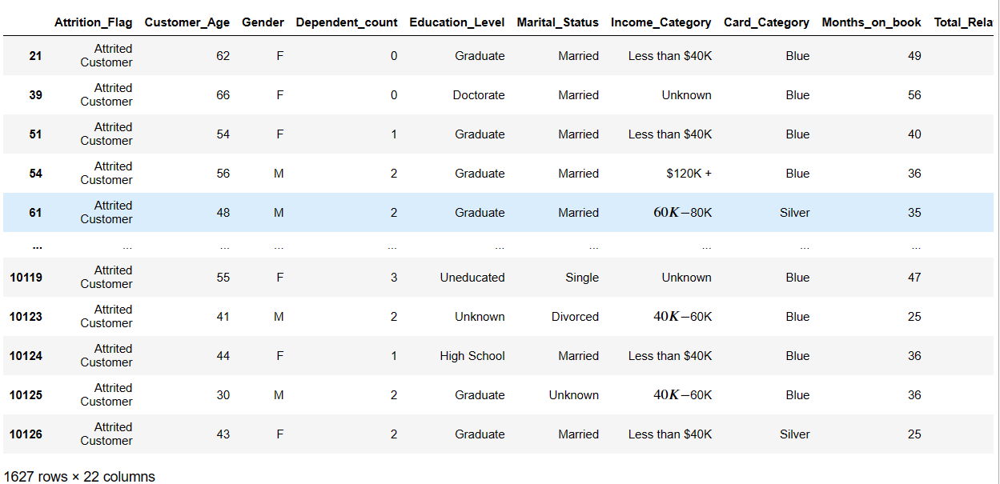 Attrition_Flag Customer_Age Gender Dependent_count Education_Level Marital_Status Income_Category Card_Category Months_on_book Total_Rela
21 Attrited Customer 62 F 0 Graduate Married Less than $40K Blue 49
39 Attrited Customer 66 F 0 Doctorate Married Unknown Blue 56
51 Attrited Customer 54 F 1 Graduate Married Less than $40K Blue 40
54 Attrited Customer 56 M 2 Graduate Married $120K + Blue 36
61 Attrited Customer 48 M 2 Graduate Married 60K−80K Silver 35
... ... ... ... ... ... ... ... ... ...
10119 Attrited Customer 55 F 3 Uneducated Single Unknown Blue 47
10123 Attrited Customer 41 M 2 Unknown Divorced 40K−60K Blue 25
10124 Attrited Customer 44 F 1 High School Married Less than $40K Blue 36
10125 Attrited Customer 30 M 2 Graduate Unknown 40K−60K Blue 36
10126 Attrited Customer 43 F 2 Graduate Married Less than $40K Silver 25
1627 rows × 22 columns